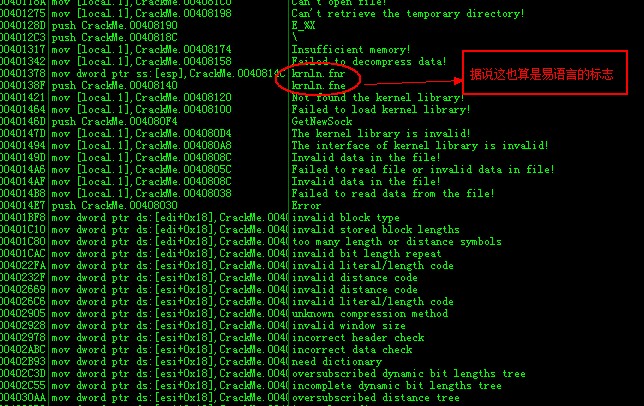 0040118A mov [local.1],CrackMe.004081C0 Can't open file!
00401275 mov [local.1],CrackMe.00408198 Can't retrieve the temporary directory!
0040128D push CrackMe.00408190 E_%X
004012C3 push CrackMe.0040818C \
00401317 mov [local.1],CrackMe.00408174 Insufficient memory!
00401342 mov [local.1],CrackMe.00408158 Failed to decompress data!
00401378 mov dword ptr ss:[esp],CrackMe.0040814C krnln.fnr
据说这也算是易语言的标志
0040138F push CrackMe.00408140 krnln.fne
00401421 mov [local.1],CrackMe.00408120 Not found the kernel library!
00401464 mov [local.1],CrackMe.00408100 Failed to load kernel library!
0040146D push CrackMe.004080F4 GetNewSock
0040147D mov [local.1],CrackMe.004080D4 The kernel library is invalid!
00401494 mov [local.1],CrackMe.004080A8 The interface of kernel library is invalid!
0040149D mov [local.1],CrackMe.0040808C Invalid data in the file!
004014A6 mov [local.1],CrackMe.0040805C Failed to read file or invalid data in file!
004014AF mov [local.1],CrackMe.0040808C Invalid data in the file!
004014B8 mov [local.1],CrackMe.00408038 Failed to read data from the file!
004014E7 push CrackMe.00408030 Error
00401BF8 mov dword ptr ds:[edi+0x18],CrackMe.0040 invalid block type
00401C10 mov dword ptr ds:[edi+0x18],CrackMe.0040 invalid stored block lengths
00401C80 mov dword ptr ds:[edi+0x18],CrackMe.0040 too many length or distance symbols
00401CAC mov dword ptr ds:[edi+0x18],CrackMe.0040 invalid bit length repeat
004022FA mov dword ptr ds:[edi+0x18],CrackMe.0040 invalid literal/length code
0040232F mov dword ptr ds:[edi+0x18],CrackMe.0040 invalid distance code
00402669 mov dword ptr ds:[esi+0x18],CrackMe.0040 invalid distance code
004026C6 mov dword ptr ds:[esi+0x18],CrackMe.0040 invalid literal/length code
00402905 mov dword ptr ds:[esi+0x18],CrackMe.0040 unknown compression method
00402928 mov dword ptr ds:[esi+0x18],CrackMe.0040 invalid window size
00402978 mov dword ptr ds:[esi+0x18],CrackMe.0040 incorrect header check
00402ABC mov dword ptr ds:[esi+0x18],CrackMe.0040 incorrect data check
00402B93 mov dword ptr ds:[esi+0x18],CrackMe.0040 need dictionary
00402C3D mov dword ptr ds:[esi+0x18],CrackMe.0040 oversubscribed dynamic bit lengths tree
00402C55 mov dword ptr ds:[esi+0x18],CrackMe.0040 incomplete dynamic bit lengths tree
004030AA mov dword ptr ds:[esi+0x18],CrackMe.0040 oversubscribed distance tree